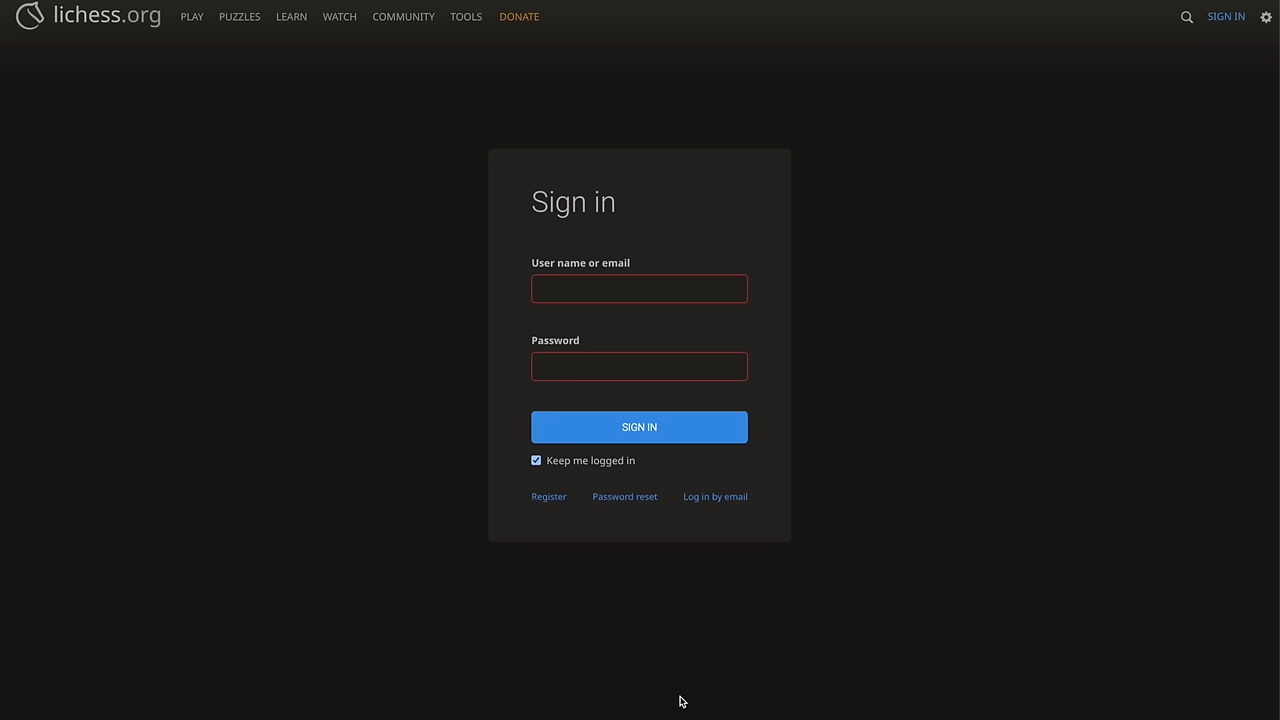 lichess.org PLAY PUZZLES LEARN WATCH COMMUNITY TOOLS DONATE SIGN IN
Sign in
User name or email
Password
SIGN IN
Keep me logged in
Register Password reset Log in by email